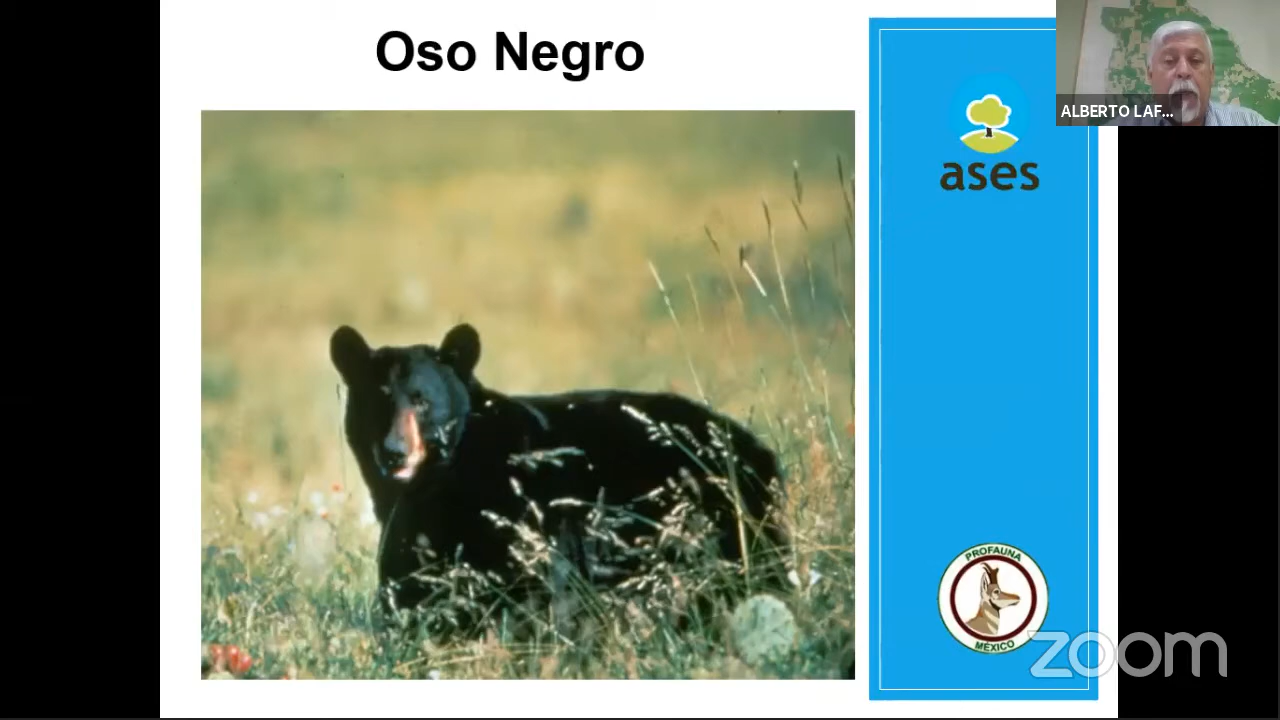 Oso Negro
ALBERTO LAF...
ases
PROFAUNA
MÉXICO
zoom